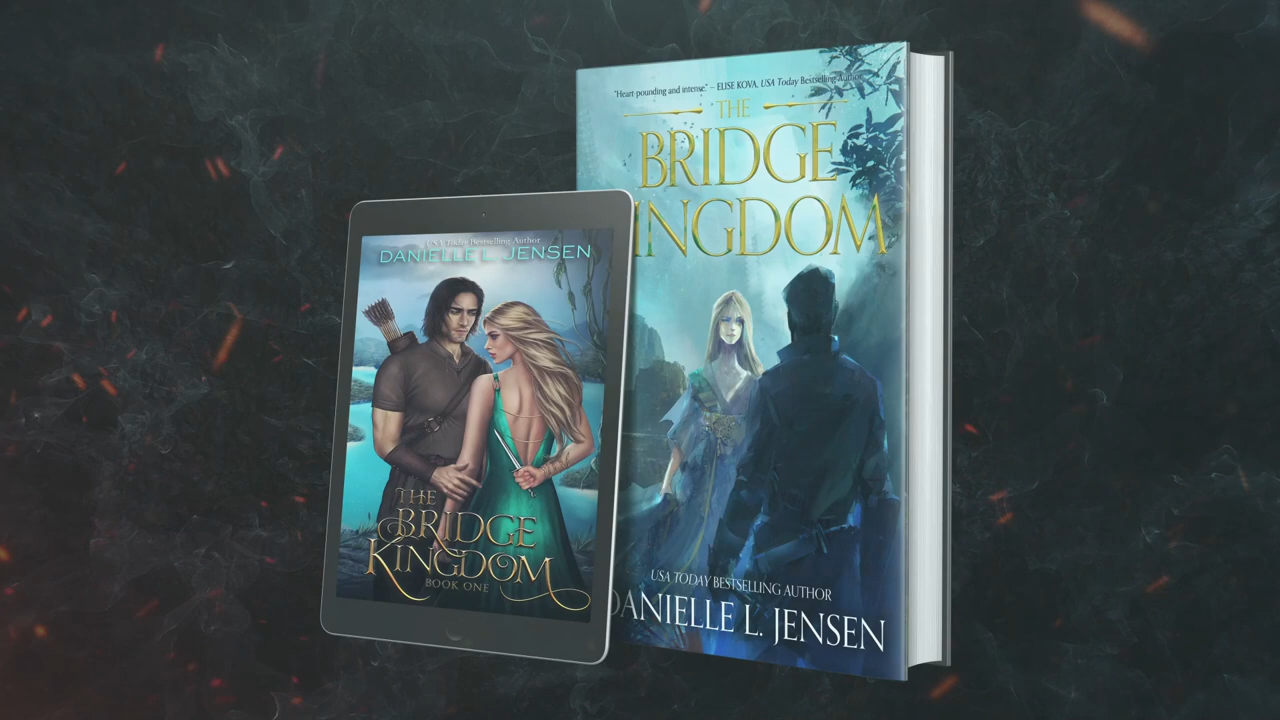 USA Today Bestselling Author
DANIELLE L. JENSEN
THE
BRIDGE
KINGDOM
BOOK ONE
"Heart-pounding and intense." – ELISE KOVA, USA Today Bestselling Author
THE
BRIDGE
INGDOM
USA TODAY BESTSELLING AUTHOR
DANIELLE L. JENSEN